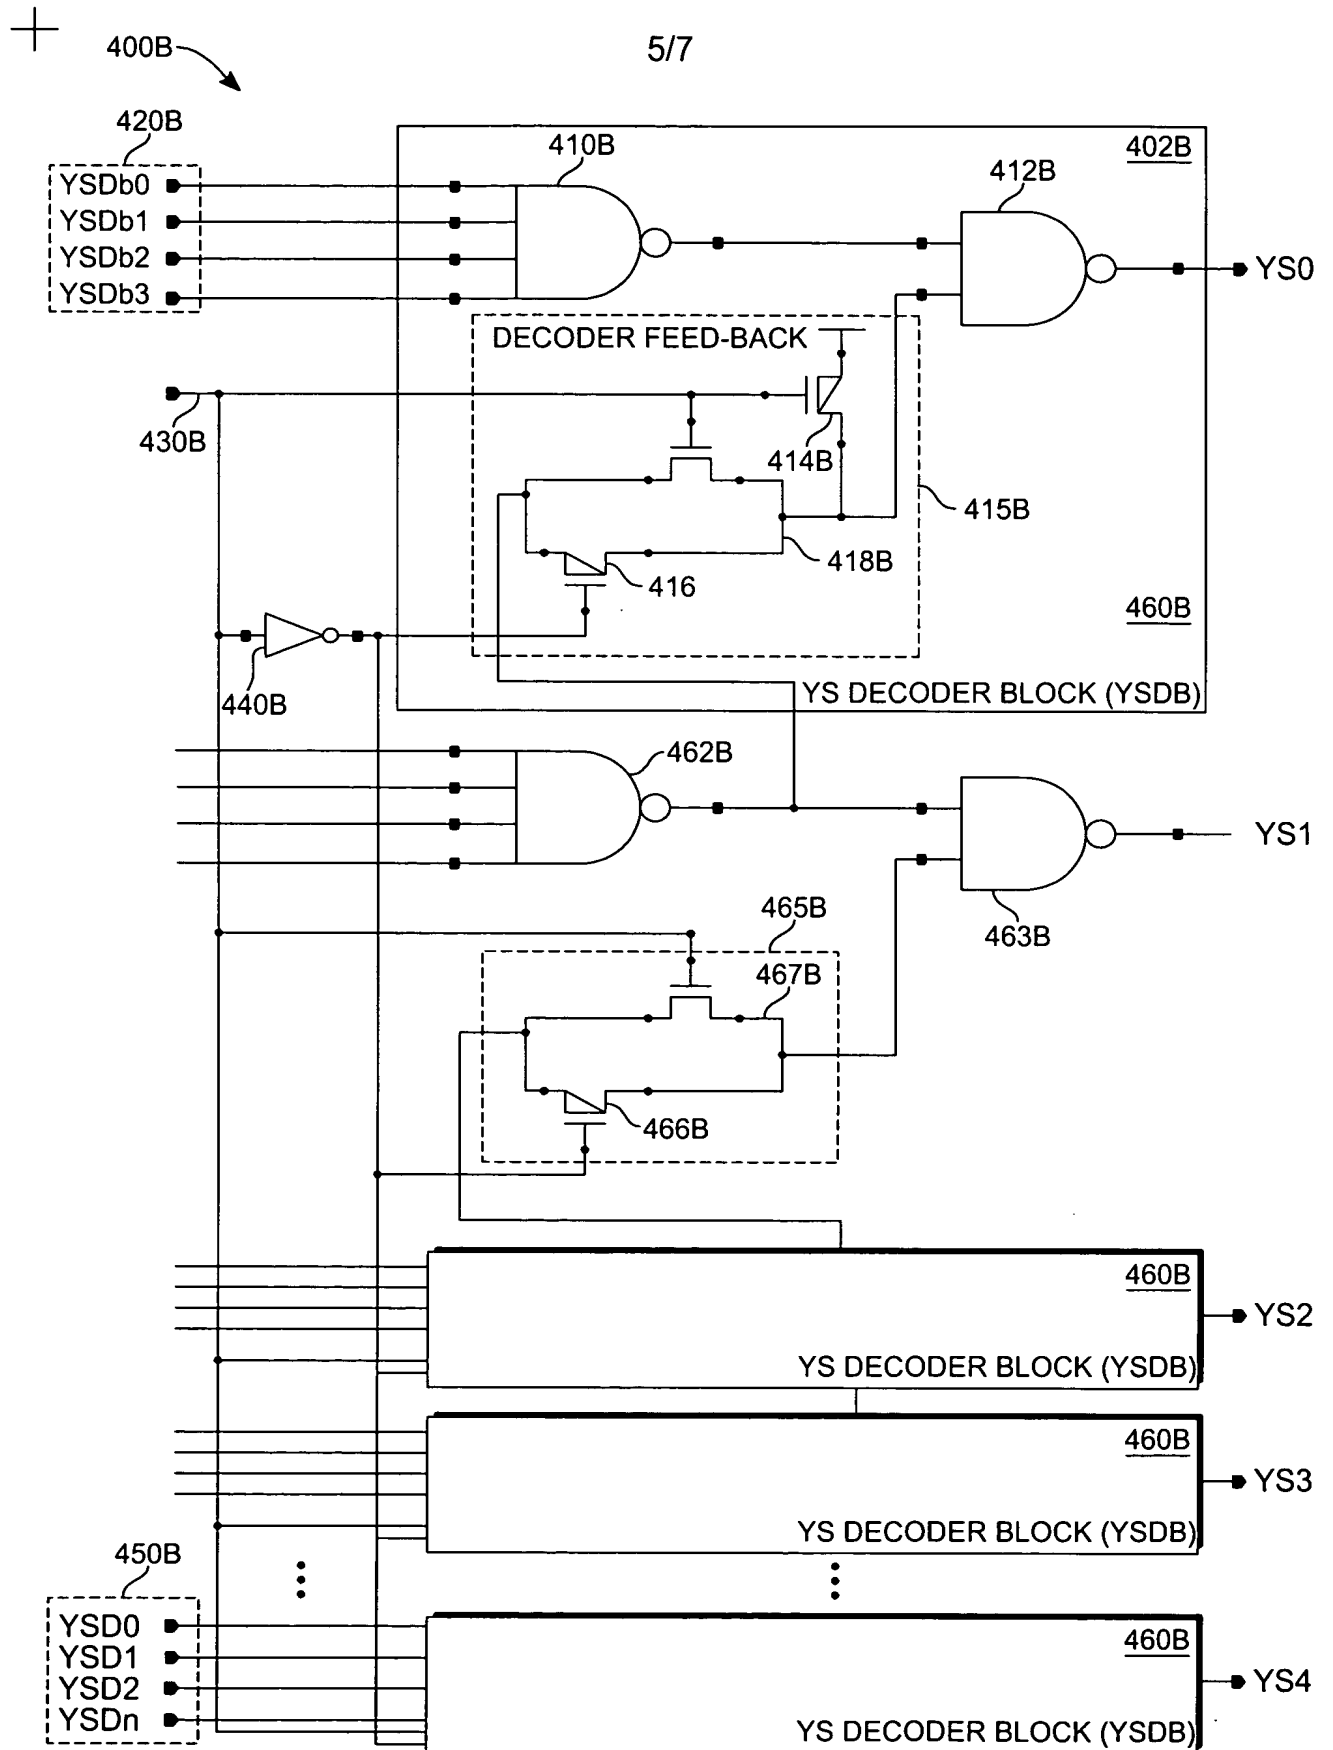 400B
5/7
420B
YSDb0
YSDb1
YSDb2
YSDb3
410B
402B
412B
YS0
DECODER FEED-BACK
430B
414B
415B
418B
416
460B
440B
YS DECODER BLOCK (YSDB)
462B
YS1
463B
465B
467B
466B
460B
YS2
YS DECODER BLOCK (YSDB)
460B
YS3
YS DECODER BLOCK (YSDB)
450B
YSD0
YSD1
YSD2
YSDn
460B
YS4
YS DECODER BLOCK (YSDB)